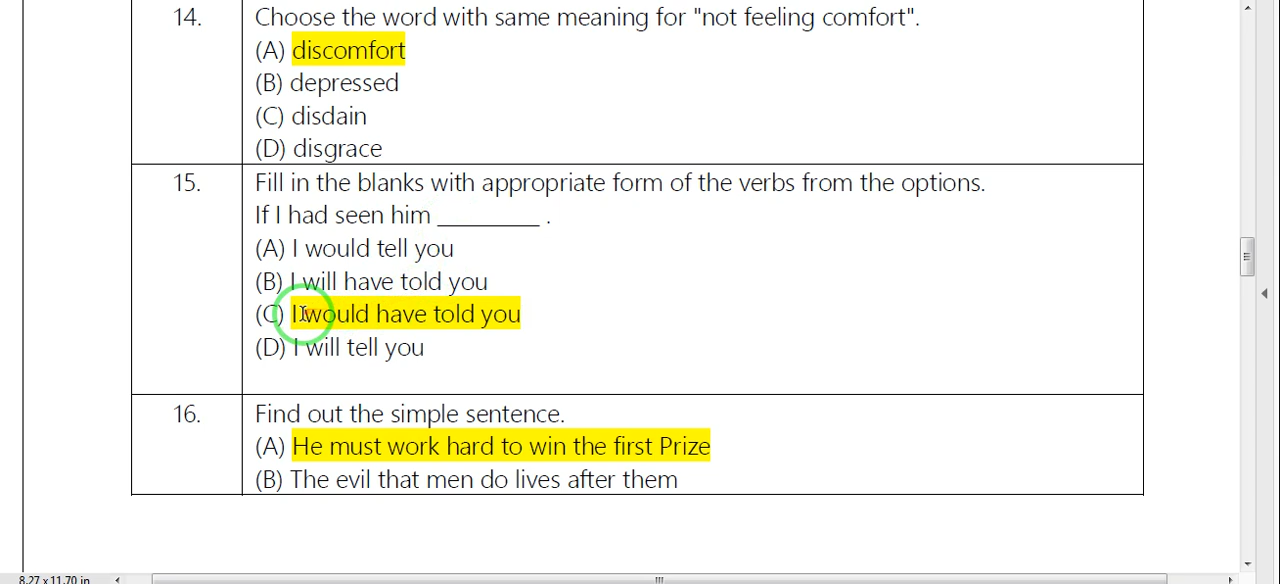 14. Choose the word with same meaning for "not feeling comfort".
(A) discomfort
(B) depressed
(C) disdain
(D) disgrace
15. Fill in the blanks with appropriate form of the verbs from the options.
If I had seen him _________ .
(A) I would tell you
(B) I will have told you
(C) I would have told you
(D) I will tell you
16. Find out the simple sentence.
(A) He must work hard to win the first Prize
(B) The evil that men do lives after them
8.27 x 11.70 in